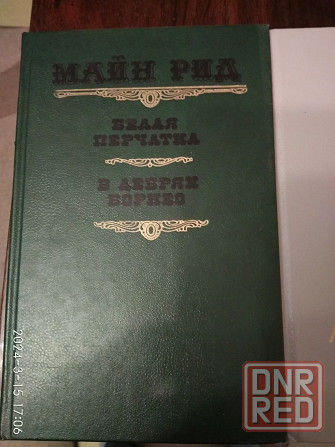 МАЙН РИД
БЕЛАЯ
ПЕРЧАТКА
В ДЕБРЯХ
БОРНЕО
2024-3-15 17:06
DNR
RED